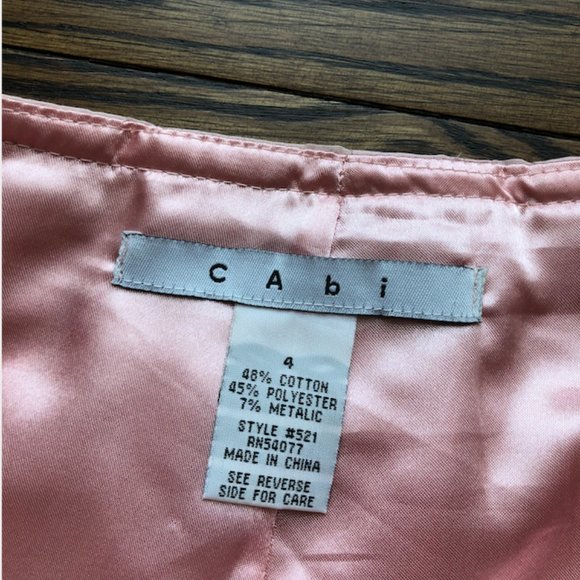 CAbi
4
48% COTTON
45% POLYESTER
7% METALIC
STYLE #521
RN54077
MADE IN CHINA
SEE REVERSE
SIDE FOR CARE